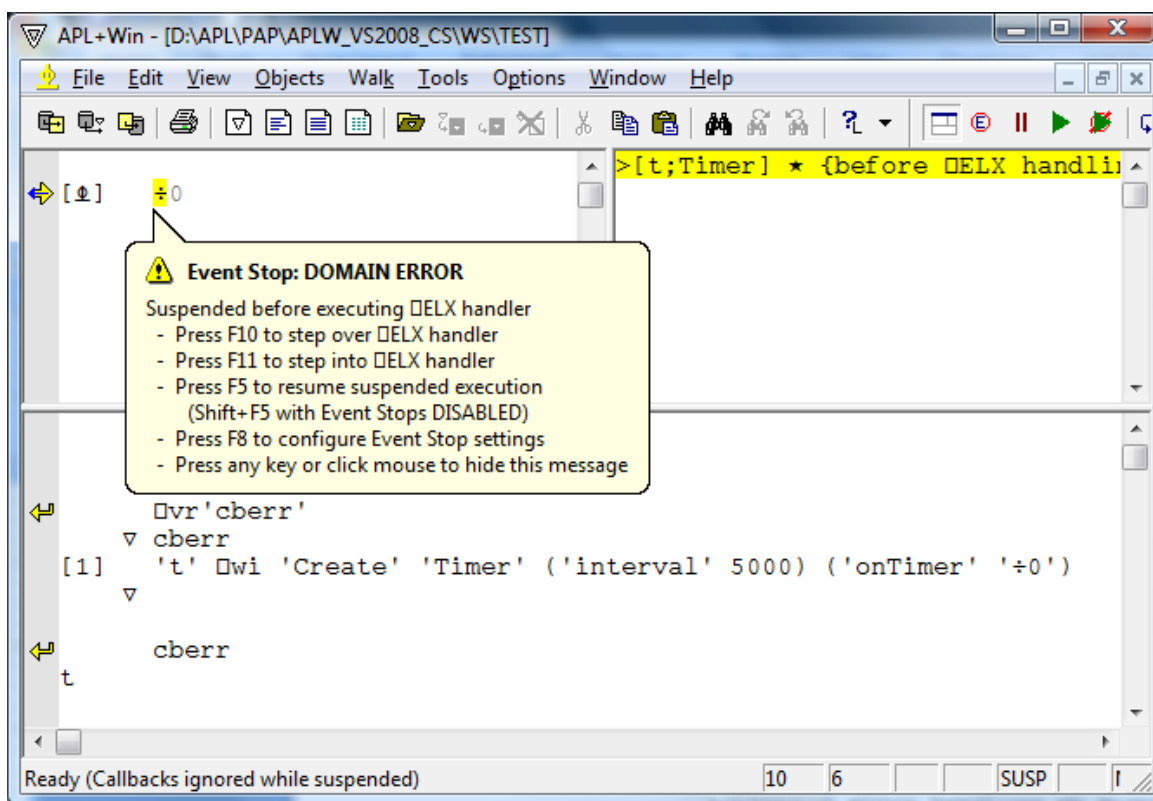 APL+Win - [D:\APL\PAP\APLW_VS2008_CS\WS\TEST]
File Edit View Objects Walk Tools Options Window Help
>[t;Timer] ★ {before ⎕ELX
[⍎] ÷0
Event Stop: DOMAIN ERROR
Suspended before executing ⎕ELX handler
- Press F10 to step over ⎕ELX handler
- Press F11 to step into ⎕ELX handler
- Press F5 to resume suspended execution
(Shift+F5 with Event Stops DISABLED)
- Press F8 to configure Event Stop settings
- Press any key or click mouse to hide this message
⎕vr'cberr'
∇ cberr
[1] 't' ⎕wi 'Create' 'Timer' ('interval' 5000) ('onTimer' '÷0')
∇
cberr
t
Ready (Callbacks ignored while suspended) 10 6 SUSP